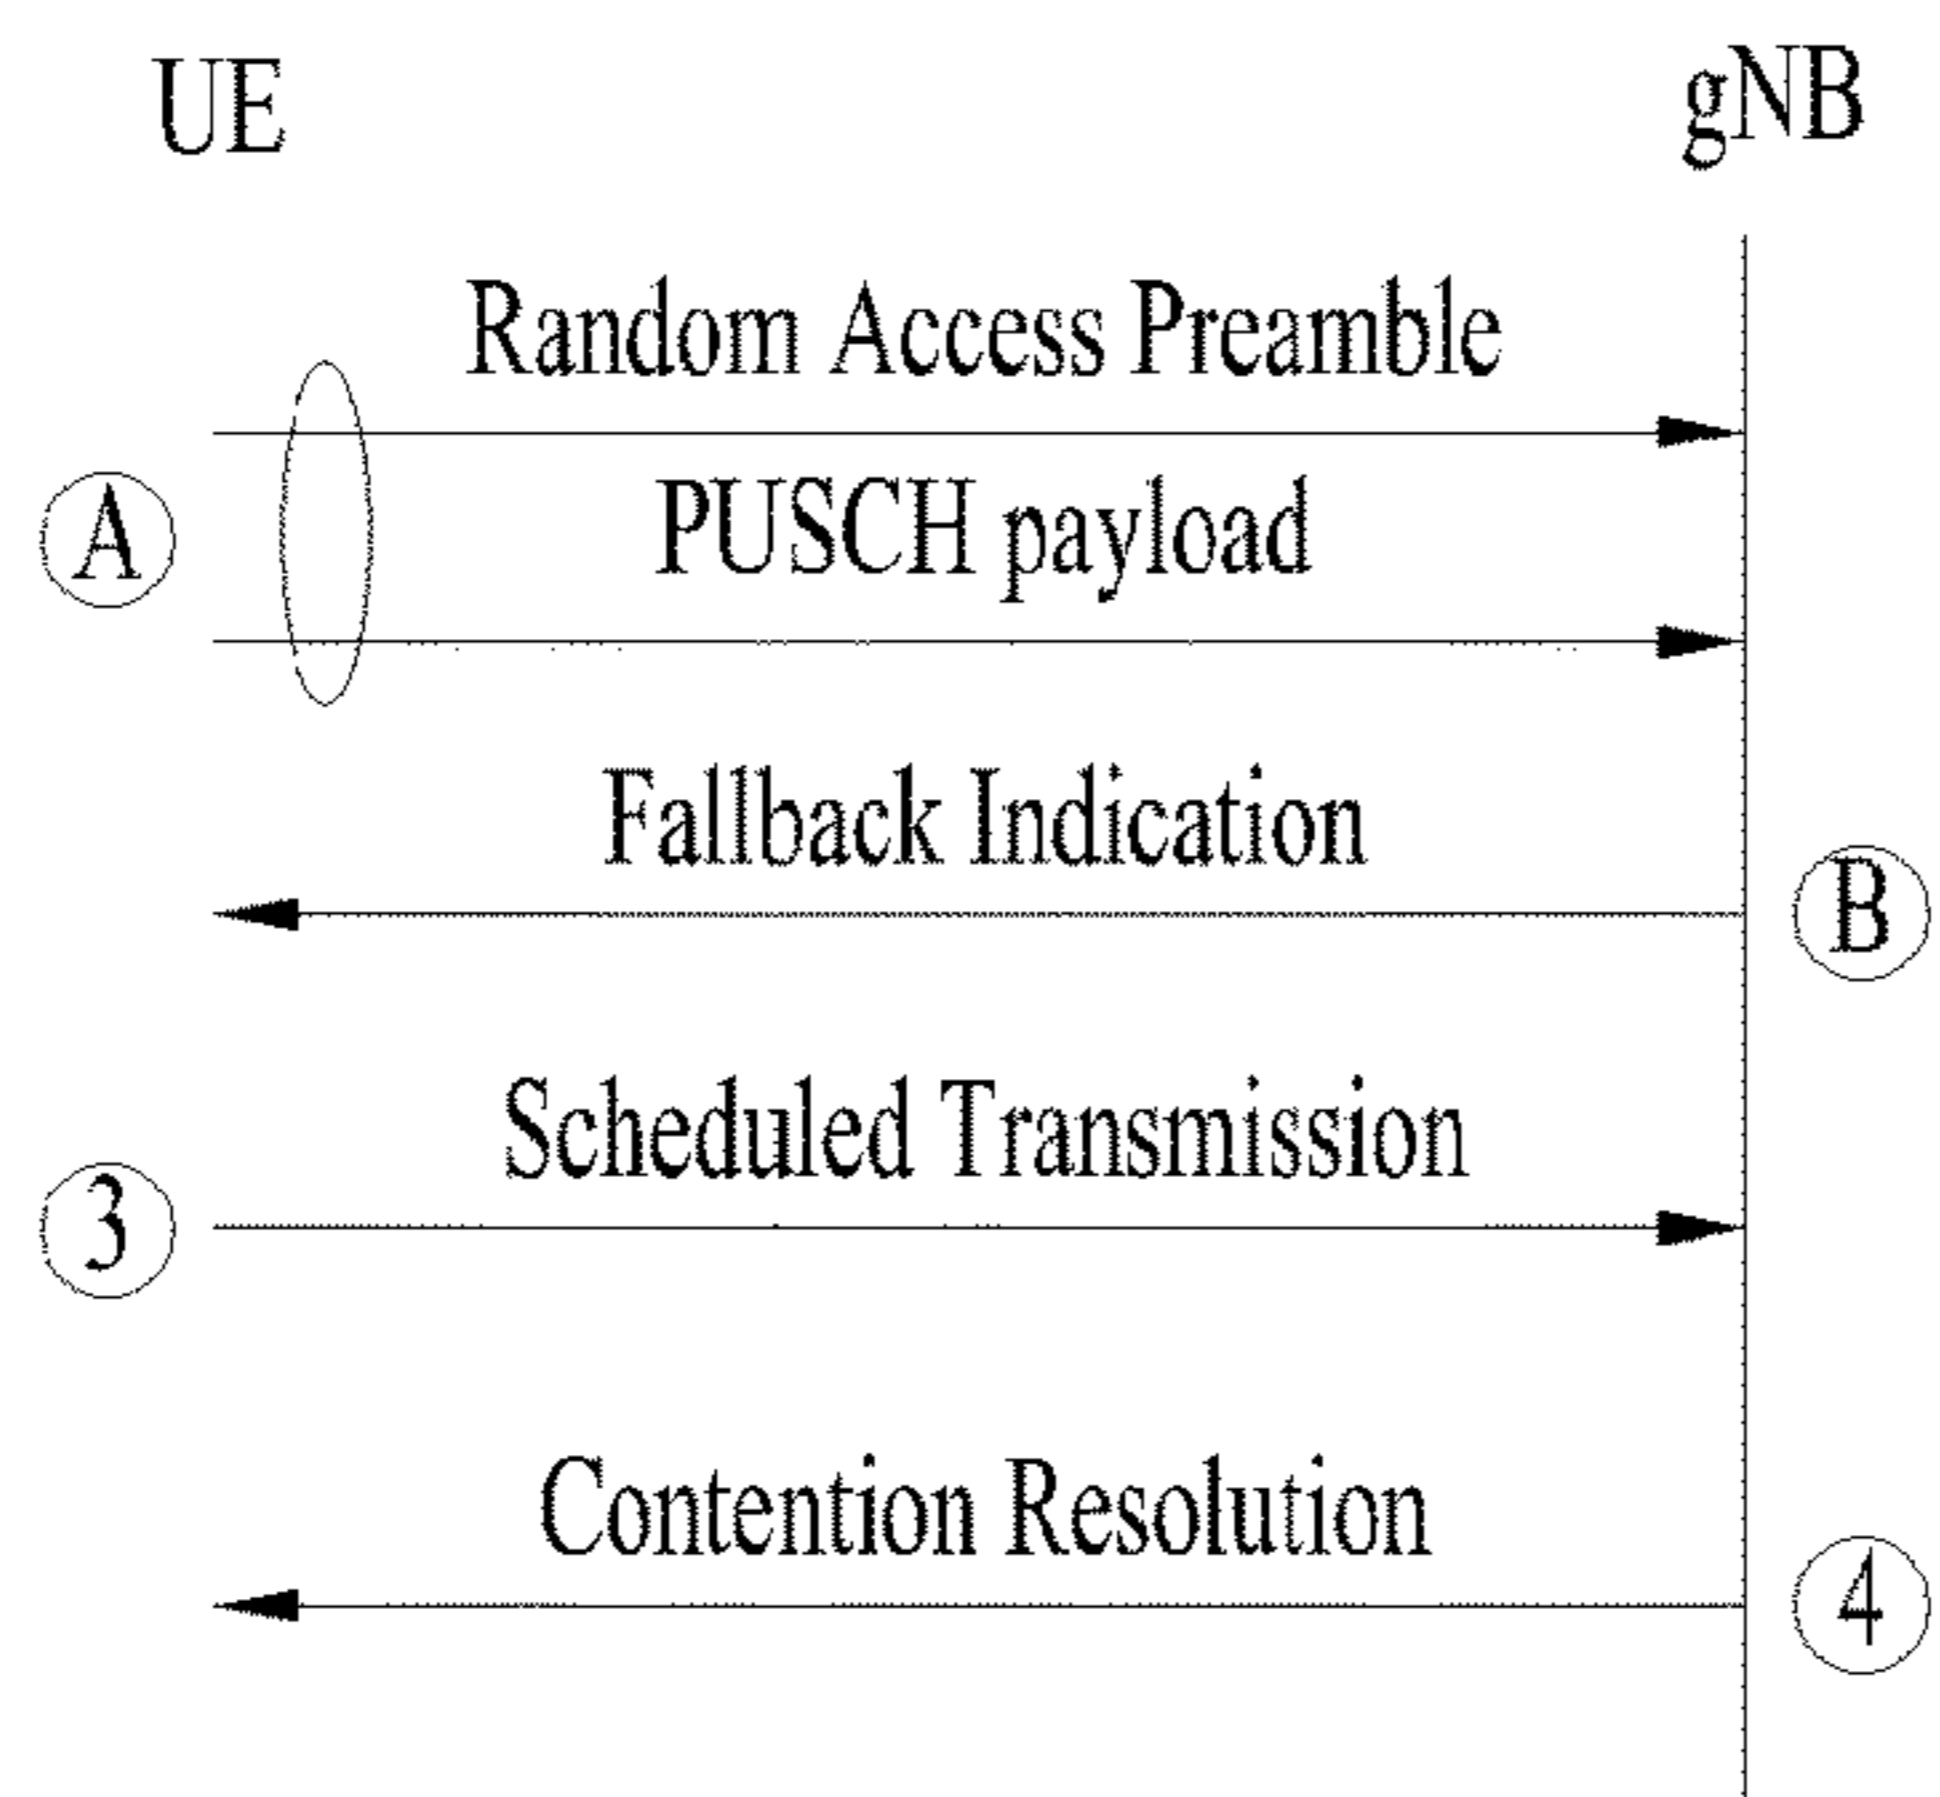 UE gNB
Random Access Preamble
A
PUSCH payload
Fallback Indication
B
Scheduled Transmission
3
Contention Resolution
4